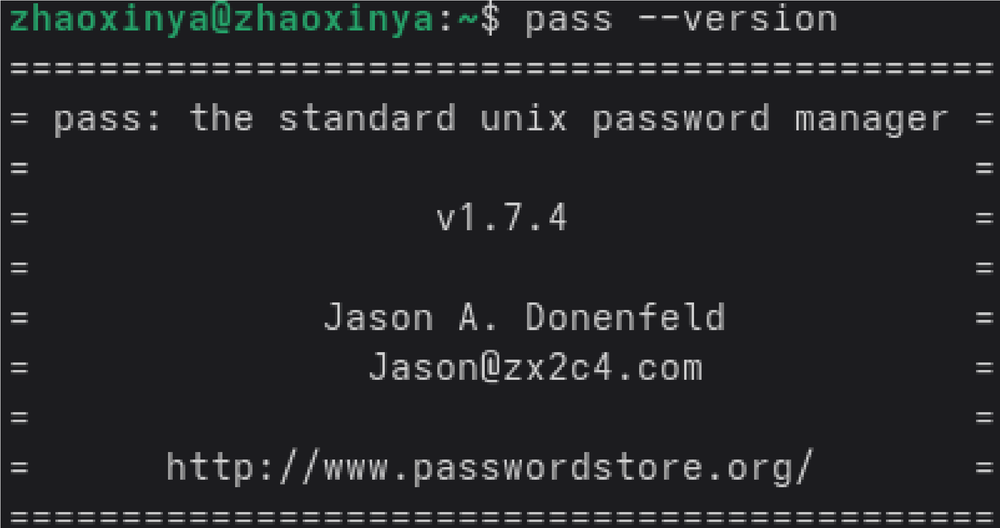 zhaoxinya@zhaoxinya:~$ pass --version
============================================
= pass: the standard unix password manager =
=                                          =
=                  v1.7.4                  =
=                                          =
=             Jason A. Donenfeld           =
=               Jason@zx2c4.com            =
=                                          =
=      http://www.passwordstore.org/       =
============================================